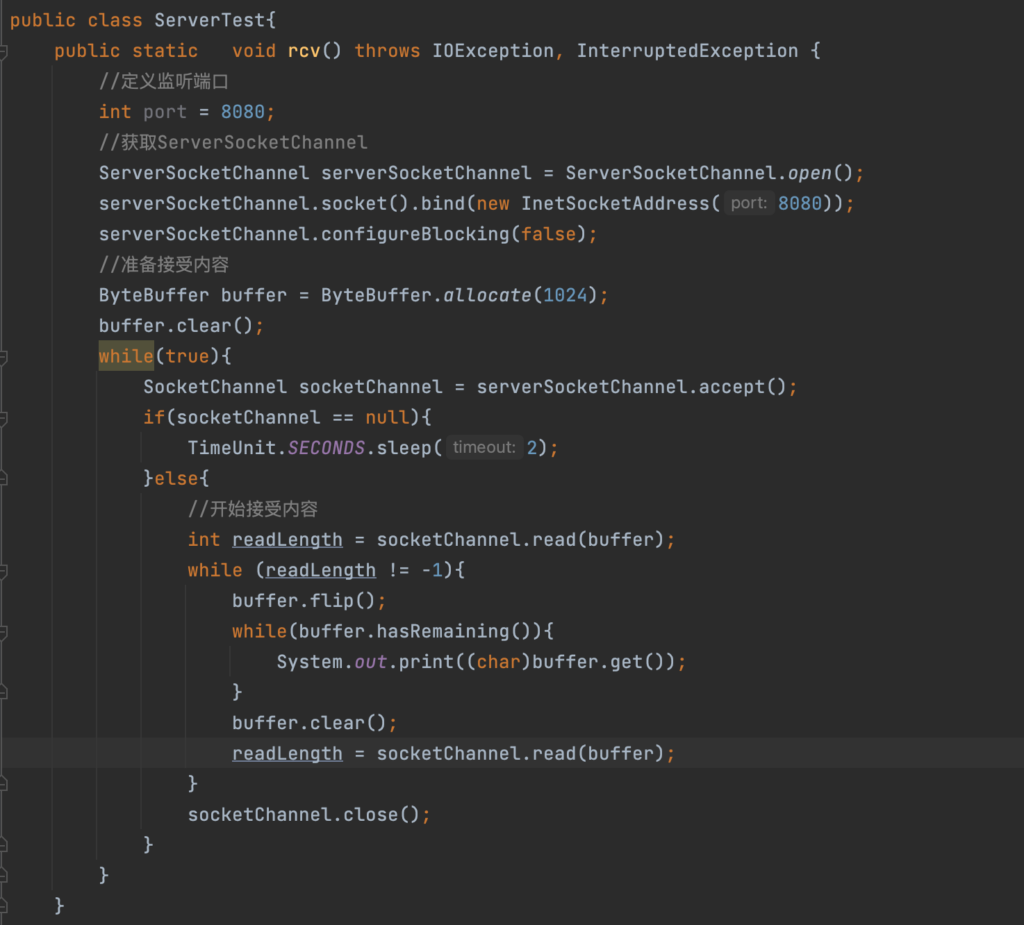 public class ServerTest{
    public static   void rcv() throws IOException, InterruptedException {
        //定义监听端口
        int port = 8080;
        //获取ServerSocketChannel
        ServerSocketChannel serverSocketChannel = ServerSocketChannel.open();
        serverSocketChannel.socket().bind(new InetSocketAddress( port: 8080));
        serverSocketChannel.configureBlocking(false);
        //准备接受内容
        ByteBuffer buffer = ByteBuffer.allocate(1024);
        buffer.clear();
        while(true){
            SocketChannel socketChannel = serverSocketChannel.accept();
            if(socketChannel == null){
                TimeUnit.SECONDS.sleep( timeout: 2);
            }else{
                //开始接受内容
                int readLength = socketChannel.read(buffer);
                while (readLength != -1){
                    buffer.flip();
                    while(buffer.hasRemaining()){
                        System.out.print((char)buffer.get());
                    }
                    buffer.clear();
                    readLength = socketChannel.read(buffer);
                }
                socketChannel.close();
            }
        }
    }